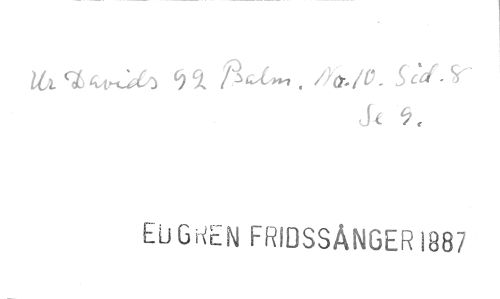 Ur Davids 92 Psalm. No. 10. Sid. 8
Se 9.
EDGREN FRIDSSÅNGER 1887